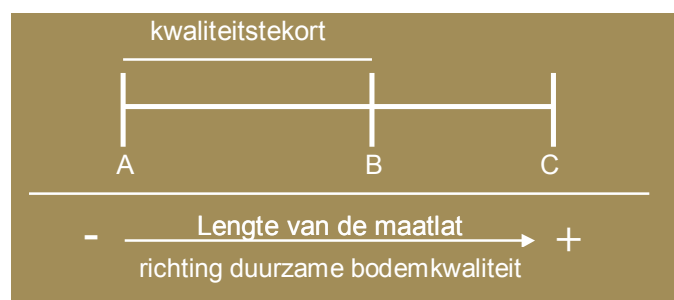 kwaliteitstekort
A B C
- Lengte van de maatlat +
richting duurzame bodemkwaliteit